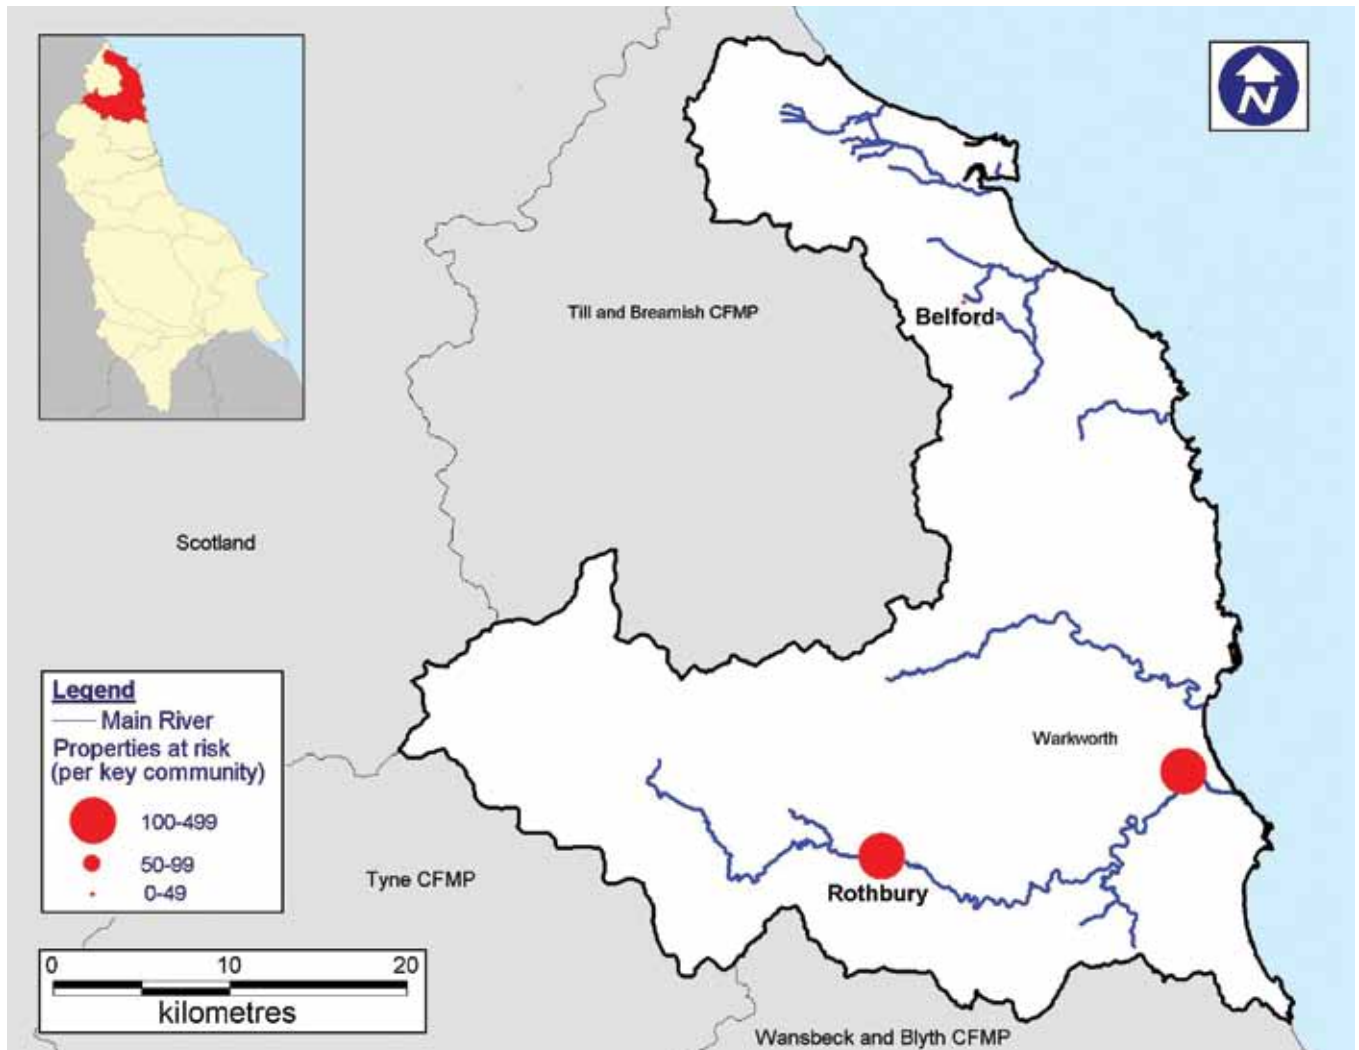 N
Till and Breamish CFMP
Belford
Scotland
Legend
Main River
Properties at risk
(per key community)
100-499
50-99
0-49
Warkworth
Tyne CFMP
Rothbury
0 10 20
kilometres
Wansbeck and Blyth CFMP